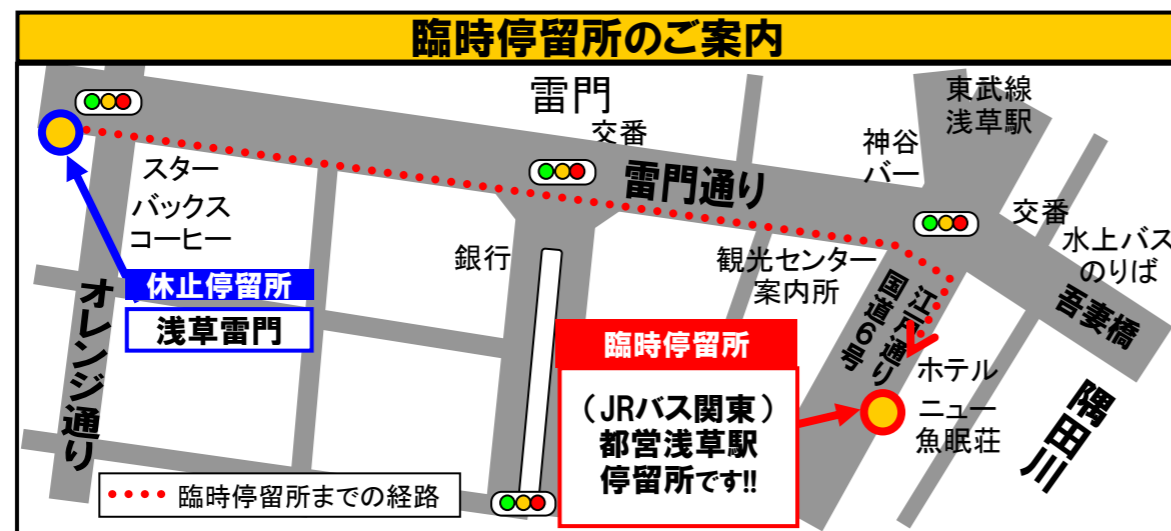 臨時停留所のご案内
雷門
交番
東武線
浅草駅
神谷
バー
雷門通り
スター
バックス
コーヒー
銀行
観光センター
案内所
交番
水上バス
のりば
吾妻橋
休止停留所
浅草雷門
オレンジ通り
江戸通り
国道6号
臨時停留所
(JRバス関東)
都営浅草駅
停留所です!!
ホテル
ニュー
魚眠荘
隅田川
臨時停留所までの経路